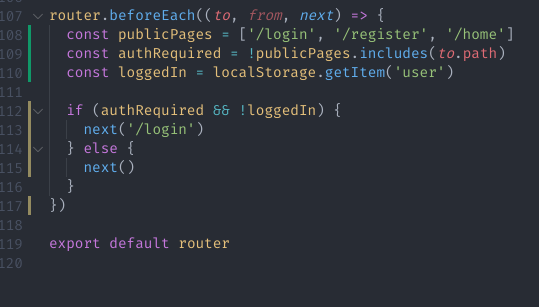 107 router.beforeEach((to, from, next) => {
108   const publicPages = ['/login', '/register', '/home']
109   const authRequired = !publicPages.includes(to.path)
110   const loggedIn = localStorage.getItem('user')
111
112   if (authRequired && !loggedIn) {
113     next('/login')
114   } else {
115     next()
116   }
117 })
118
119 export default router
120